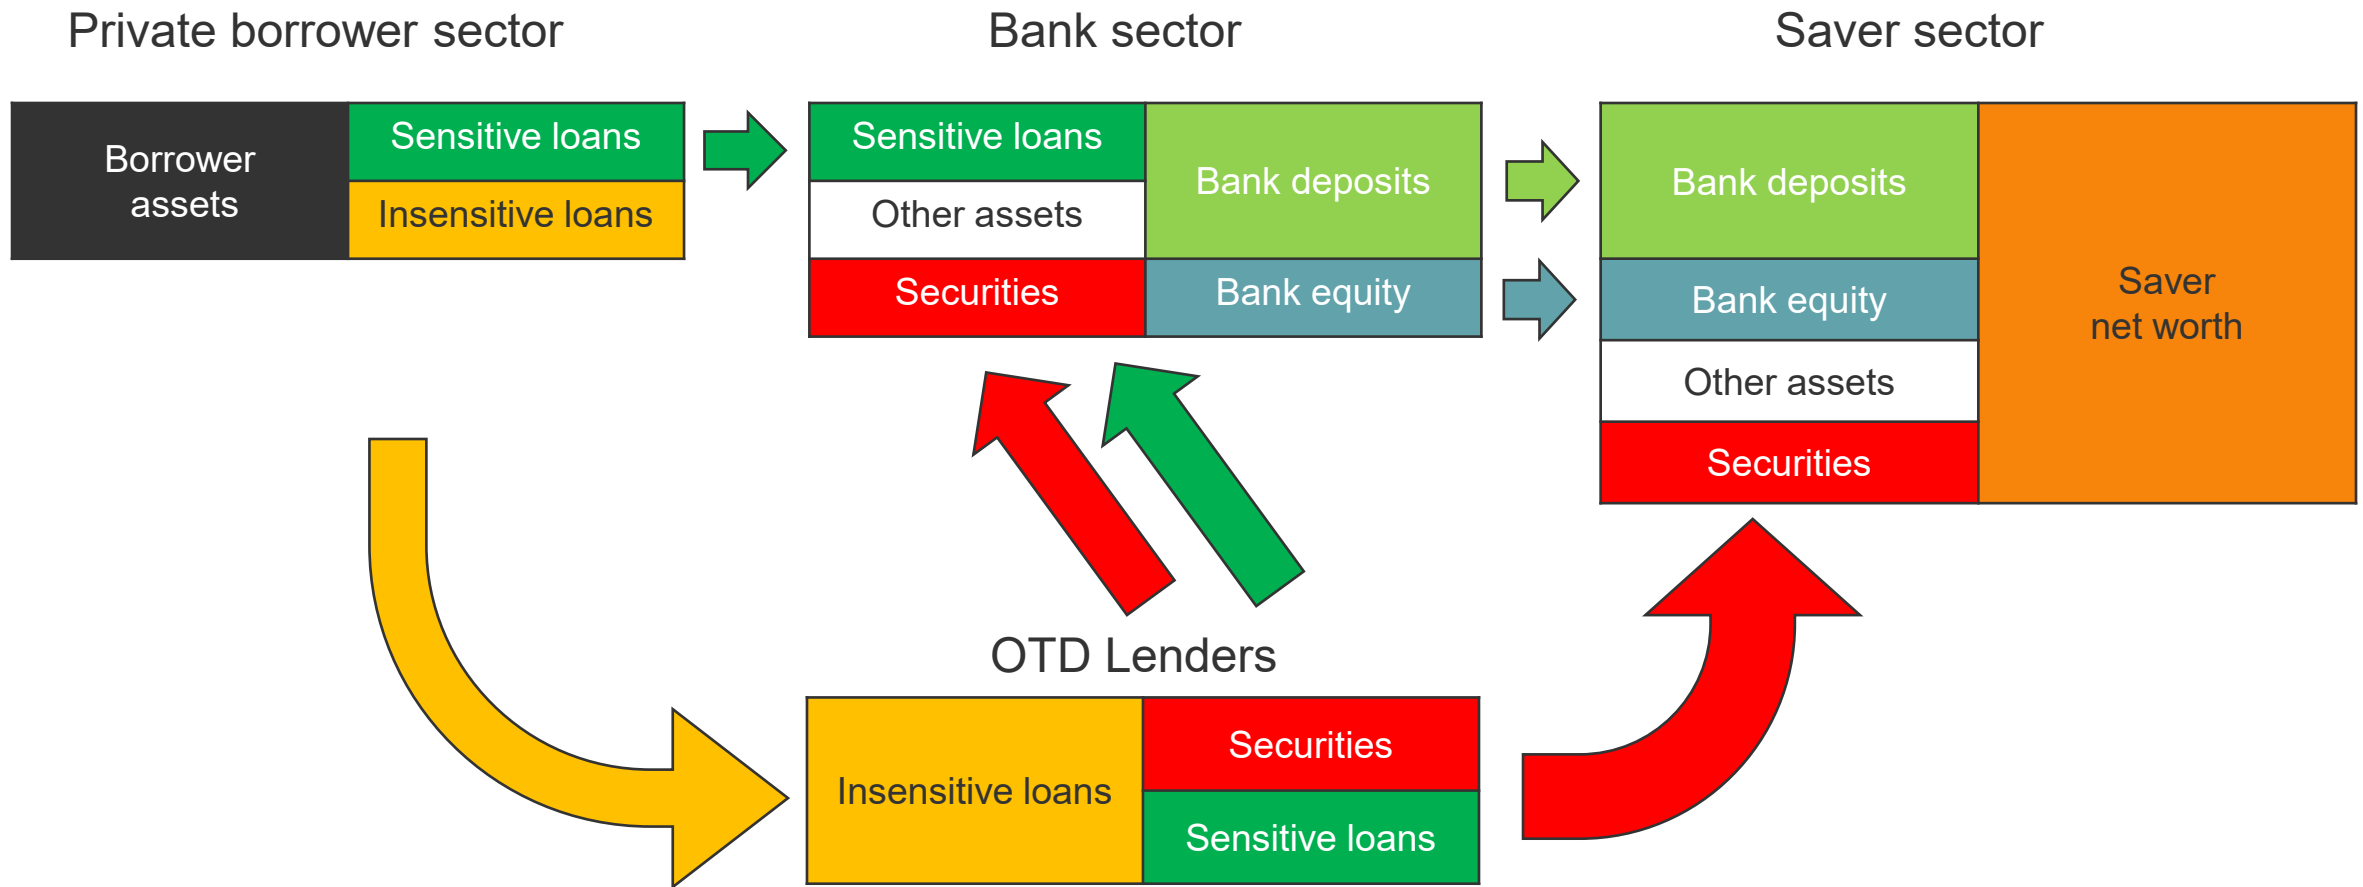 Private borrower sector
Bank sector
Saver sector
Borrower
assets
Sensitive loans
Insensitive loans
Sensitive loans
Other assets
Securities
Bank deposits
Bank equity
Bank deposits
Bank equity
Other assets
Securities
Saver
net worth
OTD Lenders
Insensitive loans
Securities
Sensitive loans